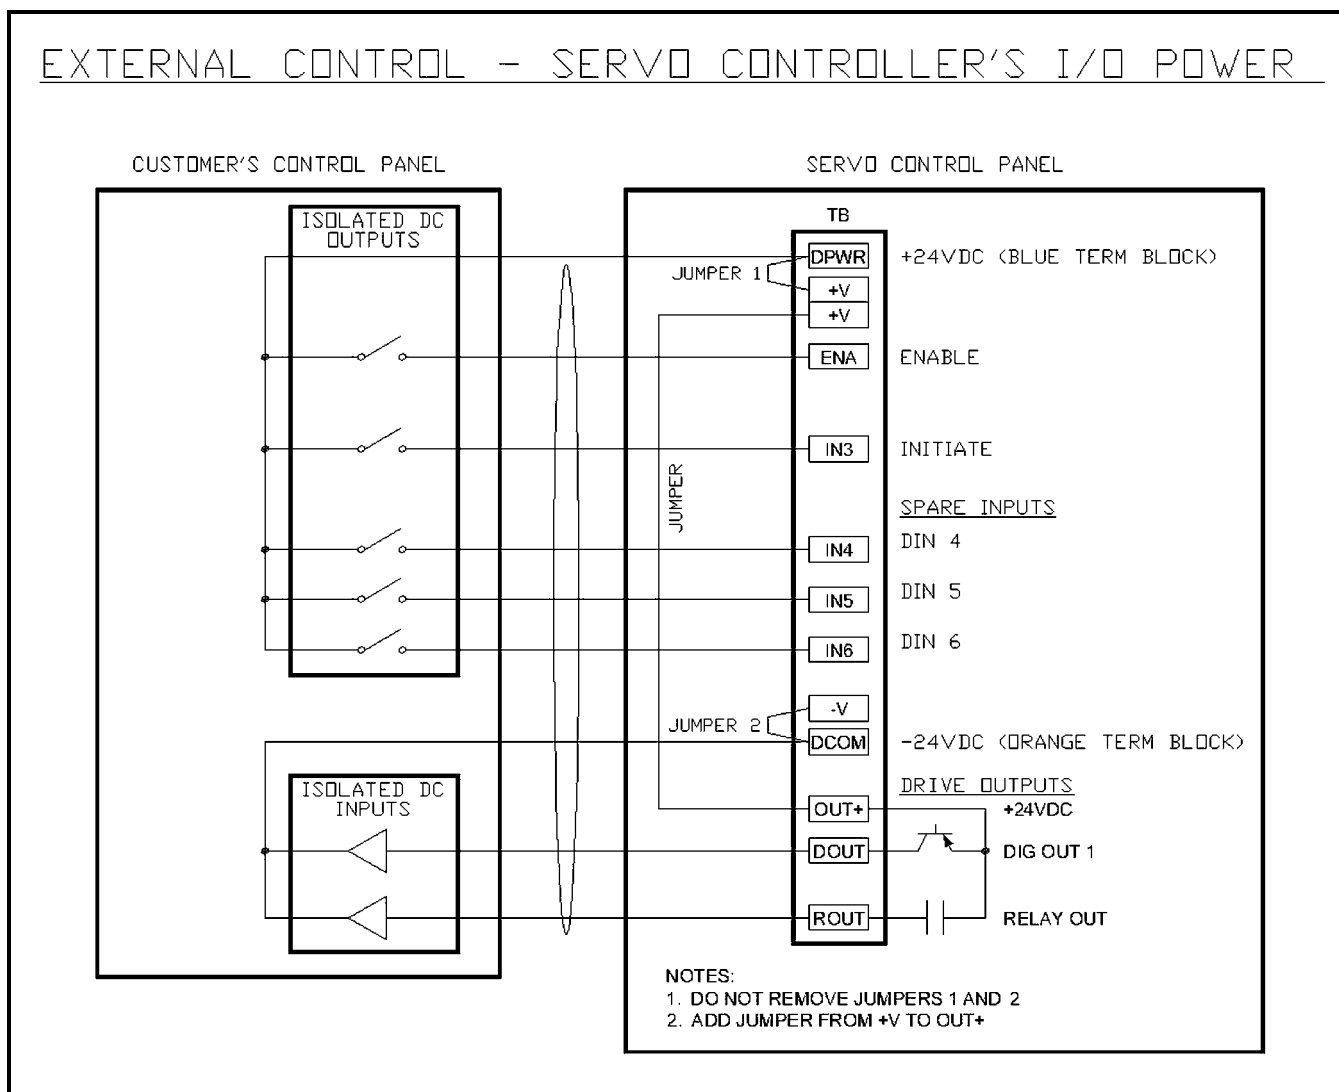 EXTERNAL CONTROL - SERVO CONTROLLER'S I/O POWER
CUSTOMER'S CONTROL PANEL
SERVO CONTROL PANEL
ISOLATED DC
OUTPUTS
TB
DPWR
+24VDC (BLUE TERM BLOCK)
JUMPER 1
+V
+V
ENA
ENABLE
IN3
INITIATE
JUMPER
SPARE INPUTS
IN4
DIN 4
IN5
DIN 5
IN6
DIN 6
-V
JUMPER 2
DCOM
-24VDC (ORANGE TERM BLOCK)
ISOLATED DC
INPUTS
DRIVE OUTPUTS
OUT+
+24VDC
DOUT
DIG OUT 1
ROUT
RELAY OUT
NOTES:
1. DO NOT REMOVE JUMPERS 1 AND 2
2. ADD JUMPER FROM +V TO OUT+